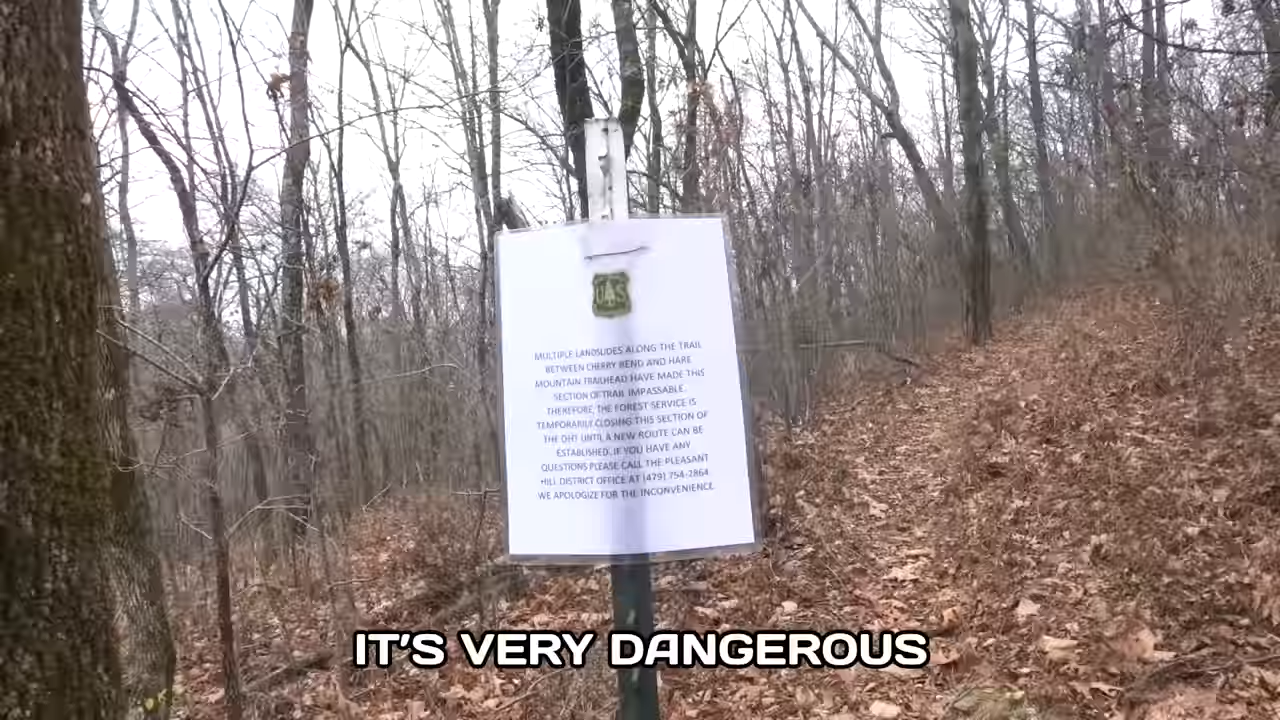 UAS
MULTIPLE LANDSLIDES ALONG THE TRAIL
BETWEEN CHERRY BEND AND HARE
MOUNTAIN TRAILHEAD HAVE MADE THIS
SECTION OF TRAIL IMPASSABLE.
THEREFORE, THE FOREST SERVICE IS
TEMPORARILY CLOSING THIS SECTION OF
THE OHT UNTIL A NEW ROUTE CAN BE
ESTABLISHED. IF YOU HAVE ANY
QUESTIONS PLEASE CALL THE PLEASANT
HILL DISTRICT OFFICE AT (479) 754-2864
WE APOLOGIZE FOR THE INCONVENIENCE
IT'S VERY DANGEROUS